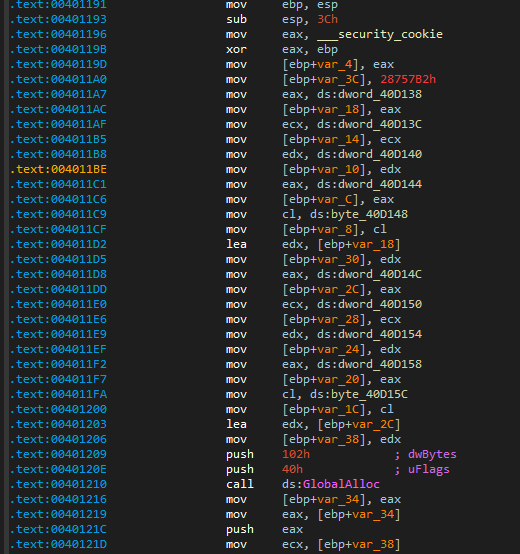 .text:00401191 mov ebp, esp
.text:00401193 sub esp, 3Ch
.text:00401196 mov eax, ___security_cookie
.text:0040119B xor eax, ebp
.text:0040119D mov [ebp+var_4], eax
.text:004011A0 mov [ebp+var_3C], 28757B2h
.text:004011A7 mov eax, ds:dword_40D138
.text:004011AC mov [ebp+var_18], eax
.text:004011AF mov ecx, ds:dword_40D13C
.text:004011B5 mov [ebp+var_14], ecx
.text:004011B8 mov edx, ds:dword_40D140
.text:004011BE mov [ebp+var_10], edx
.text:004011C1 mov eax, ds:dword_40D144
.text:004011C6 mov [ebp+var_C], eax
.text:004011C9 mov cl, ds:byte_40D148
.text:004011CF mov [ebp+var_8], cl
.text:004011D2 lea edx, [ebp+var_18]
.text:004011D5 mov [ebp+var_30], edx
.text:004011D8 mov eax, ds:dword_40D14C
.text:004011DD mov [ebp+var_2C], eax
.text:004011E0 mov ecx, ds:dword_40D150
.text:004011E6 mov [ebp+var_28], ecx
.text:004011E9 mov edx, ds:dword_40D154
.text:004011EF mov [ebp+var_24], edx
.text:004011F2 mov eax, ds:dword_40D158
.text:004011F7 mov [ebp+var_20], eax
.text:004011FA mov cl, ds:byte_40D15C
.text:00401200 mov [ebp+var_1C], cl
.text:00401203 lea edx, [ebp+var_2C]
.text:00401206 mov [ebp+var_38], edx
.text:00401209 push 102h ; dwBytes
.text:0040120E push 40h ; uFlags
.text:00401210 call ds:GlobalAlloc
.text:00401216 mov [ebp+var_34], eax
.text:00401219 mov eax, [ebp+var_34]
.text:0040121C push eax
.text:0040121D mov ecx, [ebp+var_38]